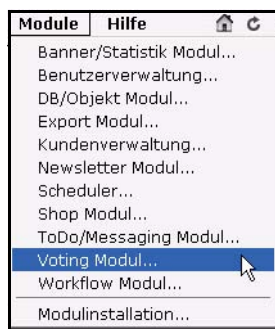 Module Hilfe
Banner/Statistik Modul...
Benutzerverwaltung...
DB/Objekt Modul...
Export Modul...
Kundenverwaltung...
Newsletter Modul...
Scheduler...
Shop Modul...
ToDo/Messaging Modul...
Voting Modul...
Workflow Modul...
Modulinstallation...